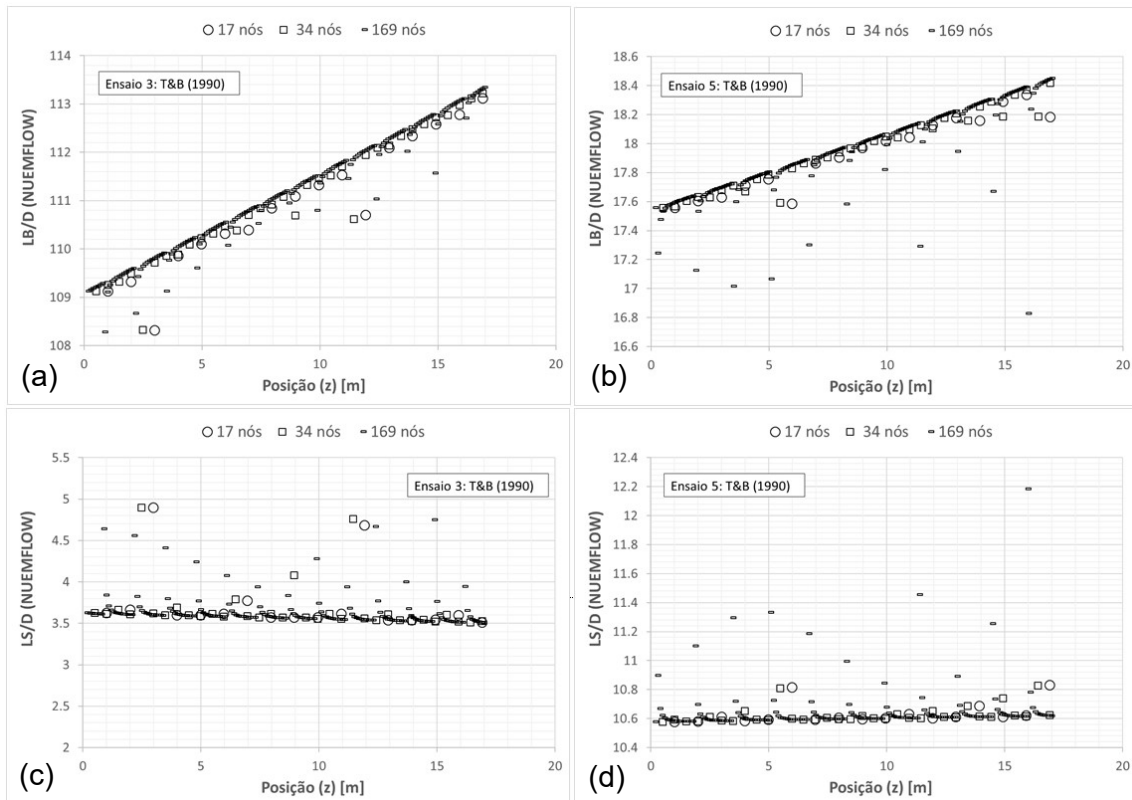 17 nós 34 nós 169 nós
114
113
112
111
110
109
108
0 5 10 15 20
LB/D (NUEMFLOW)
Ensaio 3: T&B (1990)
Posição (z) [m]
(a)
17 nós 34 nós 169 nós
18.6
18.4
18.2
18
17.8
17.6
17.4
17.2
17
16.8
16.6
0 5 10 15 20
LB/D (NUEMFLOW)
Ensaio 5: T&B (1990)
Posição (z) [m]
(b)
17 nós 34 nós 169 nós
5.5
5
4.5
4
3.5
3
2.5
2
0 5 10 15 20
LS/D (NUEMFLOW)
Ensaio 3: T&B (1990)
Posição (z) [m]
(c)
17 nós 34 nós 169 nós
12.4
12.2
12
11.8
11.6
11.4
11.2
11
10.8
10.6
10.4
0 5 10 15 20
LS/D (NUEMFLOW)
Ensaio 5: T&B (1990)
Posição (z) [m]
(d)